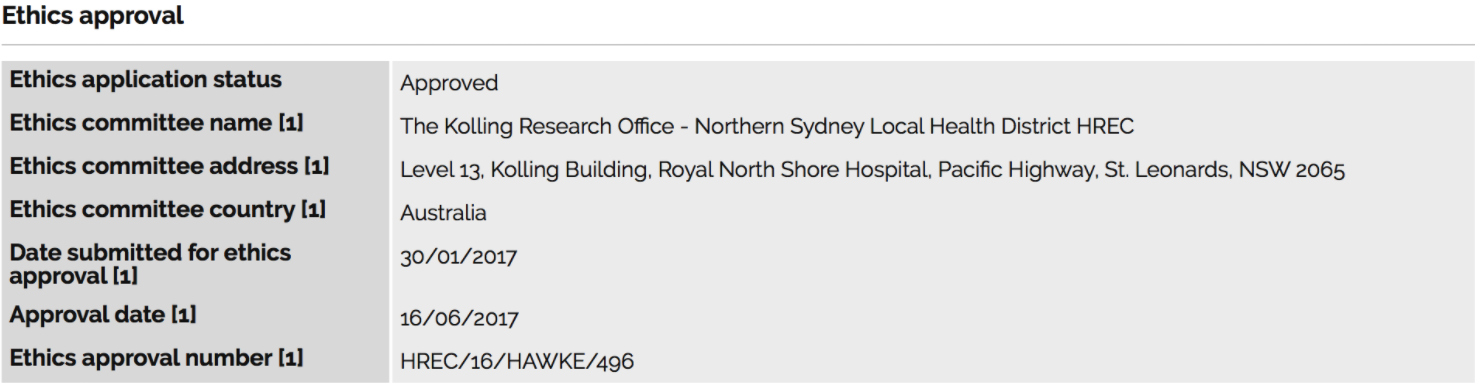 Ethics approval
Ethics application status Approved
Ethics committee name [1] The Kolling Research Office - Northern Sydney Local Health District HREC
Ethics committee address [1] Level 13, Kolling Building, Royal North Shore Hospital, Pacific Highway, St. Leonards, NSW 2065
Ethics committee country [1] Australia
Date submitted for ethics 30/01/2017
approval [1]
Approval date [1] 16/06/2017
Ethics approval number [1] HREC/16/HAWKE/496